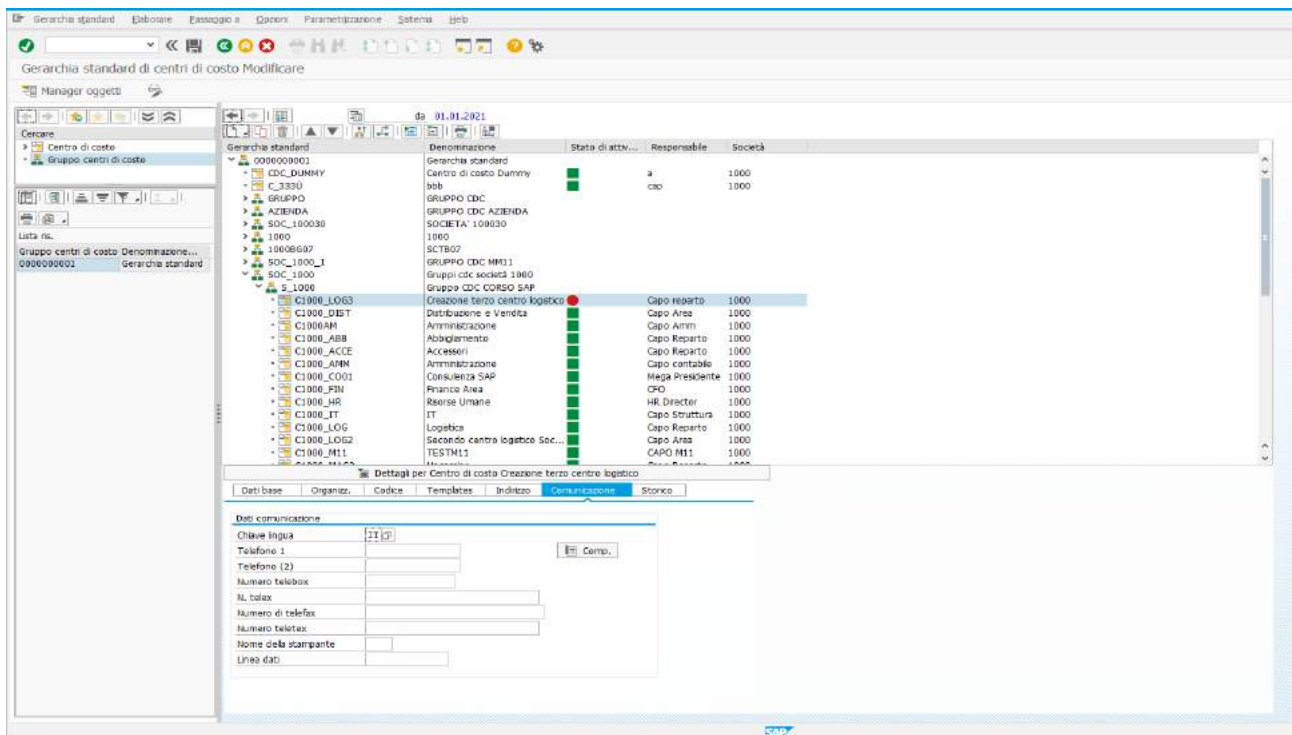 Gerarchia standard Elaborare Passaggio a Opzioni Parametrizzazione Sistema Help
Gerarchia standard di centri di costo Modificare
Manager oggetti
da 01.01.2021
Cercare
Centro di costo
Gruppo centri di costo
Lista ris.
Gruppo centri di costo Denominazione...
0000000001 Gerarchia standard
Gerarchia standard Denominazione Stato di attiv... Responsabile Società
0000000001 Gerarchia standard
CDC_DUMMY Centro di costo Dummy a 1000
C_3330 bbb cap 1000
GRUPPO GRUPPO CDC
AZIENDA GRUPPO CDC AZIENDA
SOC_100030 SOCIETA' 100030
1000 1000
1000BG07 SCTB07
SOC_1000_1 GRUPPO CDC MM11
SOC_1000 Gruppi cdc società 1000
S_1000 Gruppo CDC CORSO SAP
C1000_LOG3 Creazione terzo centro logistico Capo reparto 1000
C1000_DIST Distribuzione e Vendita Capo Area 1000
C1000AM Amministrazione Capo Amm 1000
C1000_ABB Abbigliamento Capo Reparto 1000
C1000_ACCE Accessori Capo Reparto 1000
C1000_AMM Amministrazione Capo contabile 1000
C1000_CO01 Consulenza SAP Mega Presidente 1000
C1000_FIN Finance Area CFO 1000
C1000_HR Risorse Umane HR Director 1000
C1000_IT IT Capo Struttura 1000
C1000_LOG Logistica Capo Reparto 1000
C1000_LOG2 Secondo centro logistico Soc... Capo Area 1000
C1000_M11 TESTM11 CAPO M11 1000
Dettagli per Centro di costo Creazione terzo centro logistico
Dati base Organizz. Codice Templates Indirizzo Comunicazione Storico
Dati comunicazione
Chiave lingua IT
Telefono 1 Comp.
Telefono (2)
Numero telebox
N. telex
Numero di telefax
Numero teletex
Nome della stampante
Linea dati
SAP